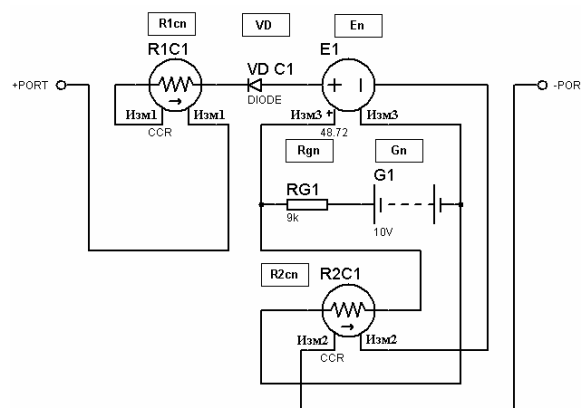 R1cn
VD
En
R1C1
VD C1
E1
+PORT
-POR
DIODE
Изм1
Изм1
CCR
Изм3
+
Изм3
48.72
Rgn
Gn
RG1
G1
9k
10V
R2cn
R2C1
Изм2
Изм2
CCR